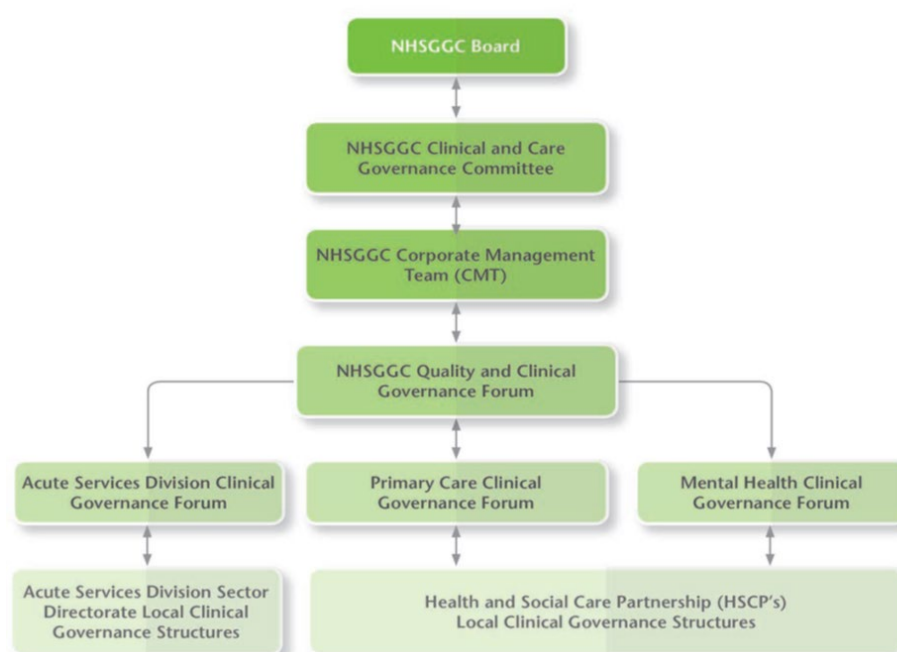 NHSGGC Board
NHSGGC Clinical and Care
Governance Committee
NHSGGC Corporate Management
Team (CMT)
NHSGGC Quality and Clinical
Governance Forum
Acute Services Division Clinical
Governance Forum
Primary Care Clinical
Governance Forum
Mental Health Clinical
Governance Forum
Acute Services Division Sector
Directorate Local Clinical
Governance Structures
Health and Social Care Partnership (HSCP's)
Local Clinical Governance Structures